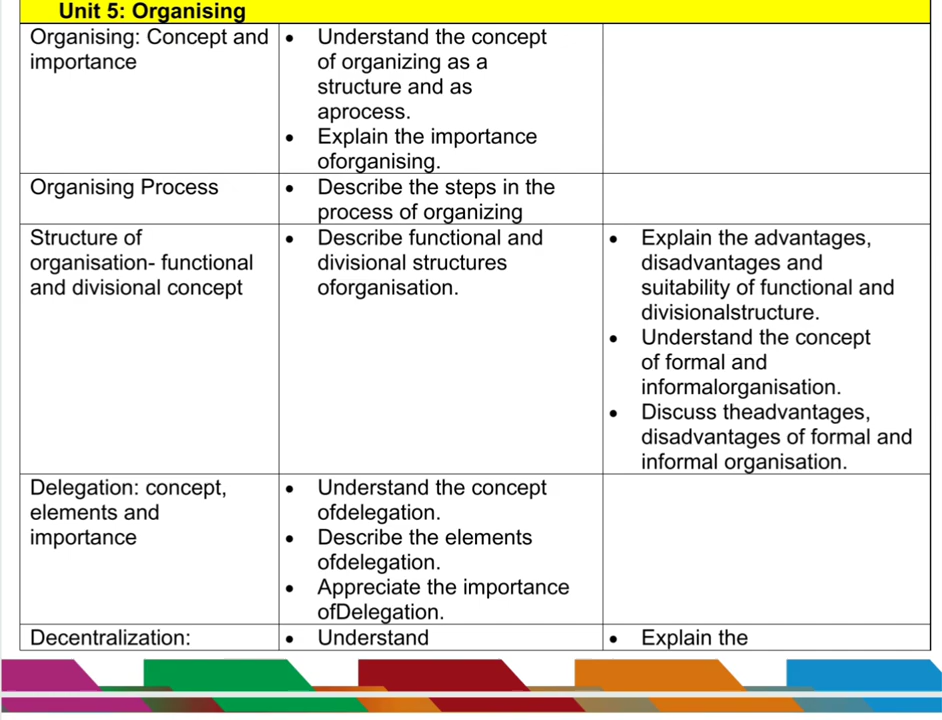 Unit 5: Organising
Organising: Concept and
importance
• Understand the concept
of organizing as a
structure and as
aprocess.
• Explain the importance
oforganising.
Organising Process
• Describe the steps in the
process of organizing
Structure of
organisation- functional
and divisional concept
• Describe functional and
divisional structures
oforganisation.
• Explain the advantages,
disadvantages and
suitability of functional and
divisionalstructure.
• Understand the concept
of formal and
informalorganisation.
• Discuss theadvantages,
disadvantages of formal and
informal organisation.
Delegation: concept,
elements and
importance
• Understand the concept
ofdelegation.
• Describe the elements
ofdelegation.
• Appreciate the importance
ofDelegation.
Decentralization:
• Understand
• Explain the